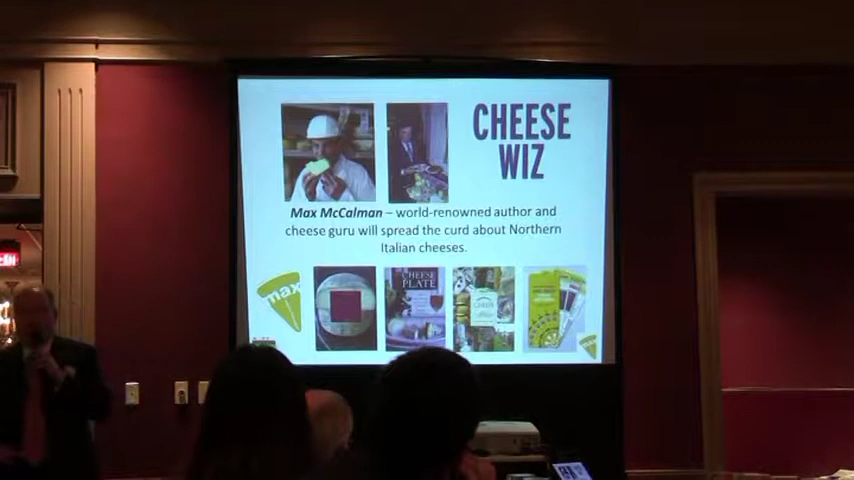 CHEESE
WIZ
Max McCalman – world-renowned author and
cheese guru will spread the curd about Northern
Italian cheeses.
max
CHEESE
PLATE